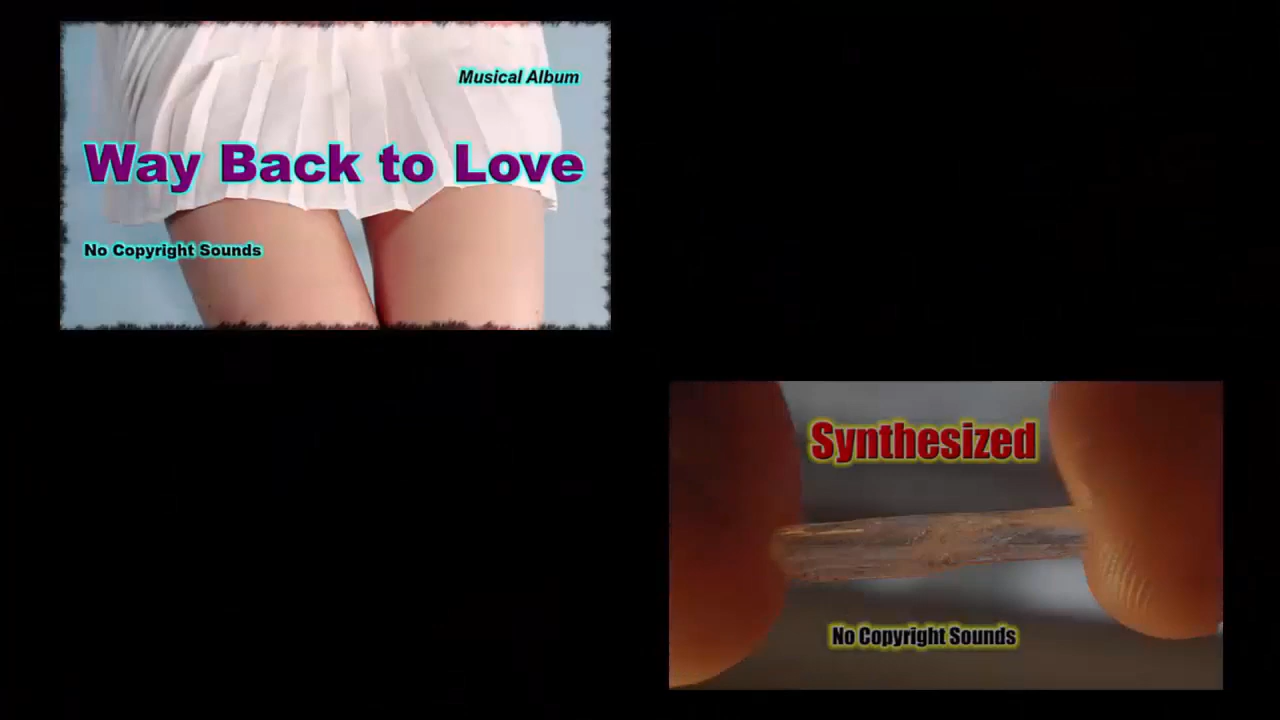 Musical Album
Way Back to Love
No Copyright Sounds
Synthesized
No Copyright Sounds